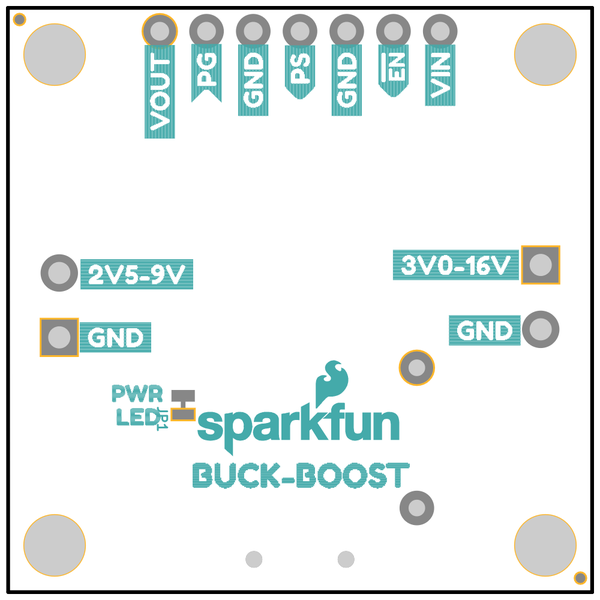 VOUT
PG
GND
PS
GND
EN
VIN
2V5-9V
3V0-16V
GND
GND
PWR
LED
JP1
sparkfun
BUCK-BOOST